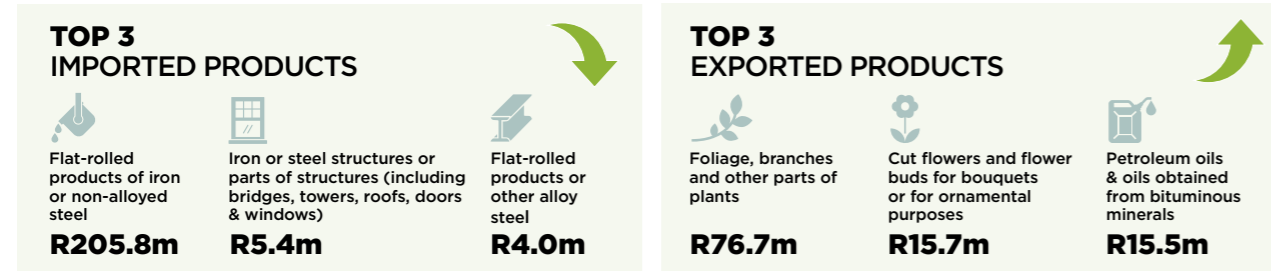 TOP 3
IMPORTED PRODUCTS
Flat-rolled
products of iron
or non-alloyed
steel
R205.8m
Iron or steel structures or
parts of structures (including
bridges, towers, roofs, doors
& windows)
R5.4m
Flat-rolled
products or
other alloy
steel
R4.0m
TOP 3
EXPORTED PRODUCTS
Foliage, branches
and other parts of
plants
R76.7m
Cut flowers and flower
buds for bouquets
or for ornamental
purposes
R15.7m
Petroleum oils
& oils obtained
from bituminous
minerals
R15.5m